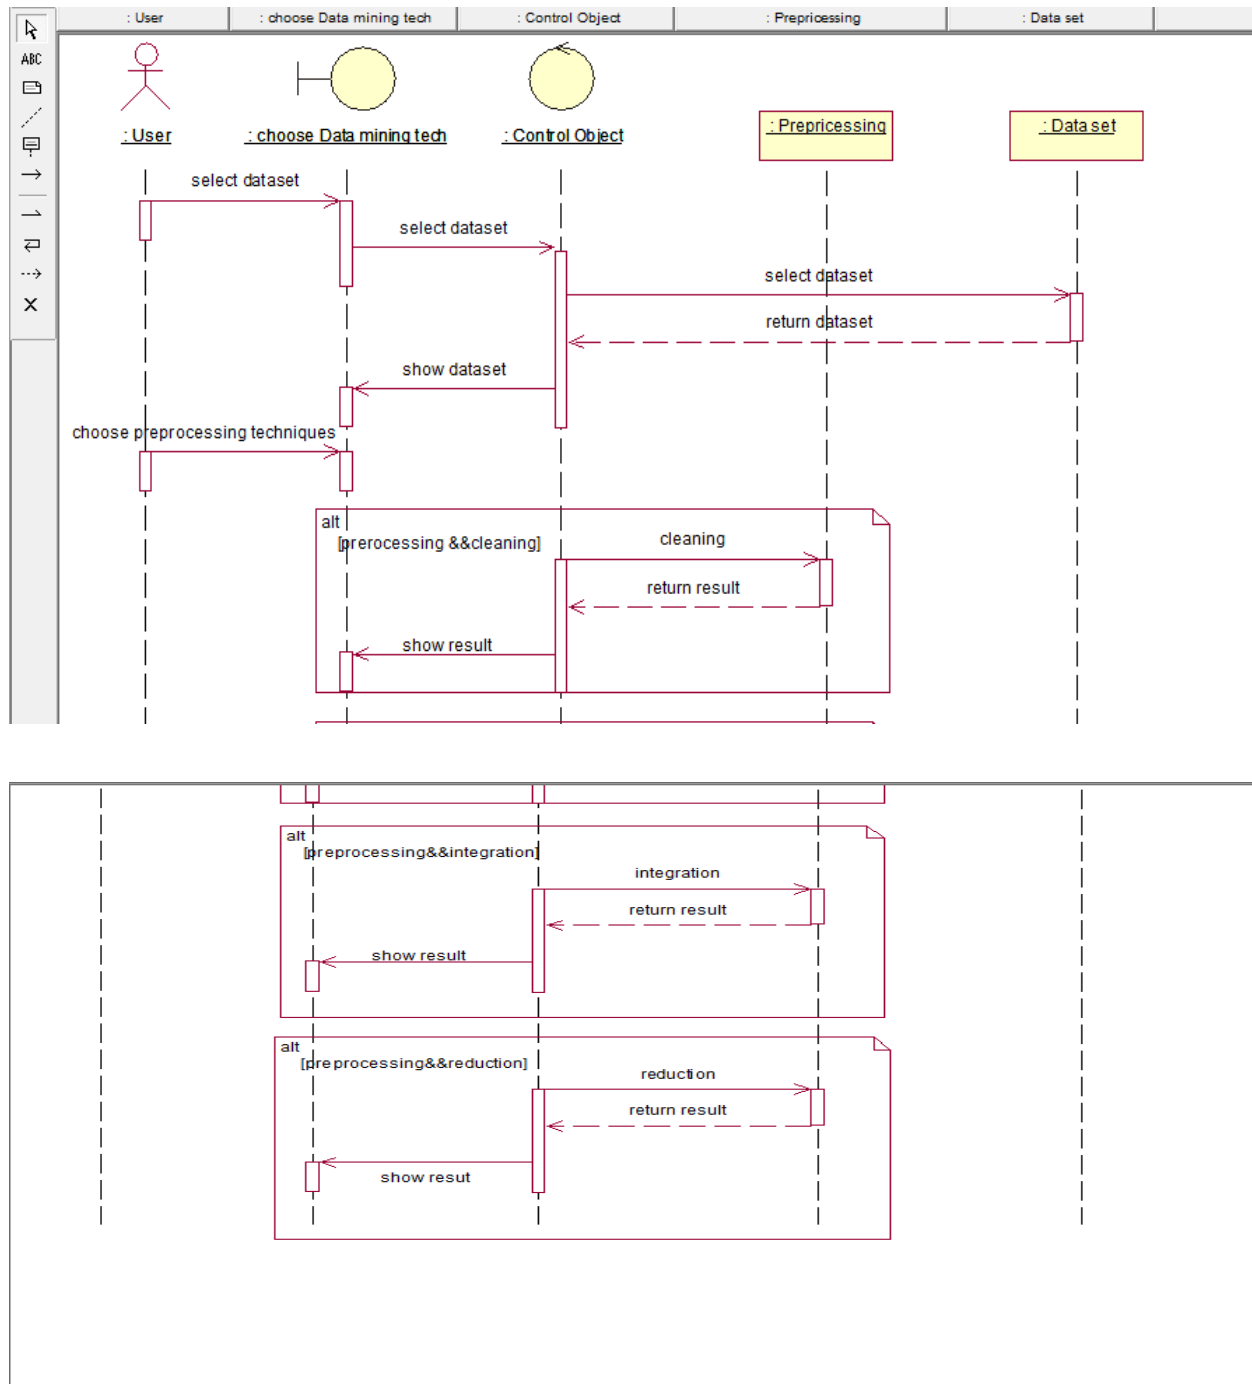 : User
: choose Data mining tech
: Control Object
: Prepricessing
: Data set
ABC
: User
: choose Data mining tech
: Control Object
: Prepricessing
: Data set
select dataset
select dataset
select dataset
return dataset
show dataset
choose preprocessing techniques
alt
[prerocessing &&cleaning]
cleaning
return result
show result
alt
[preprocessing&&integration]
integration
return result
show result
alt
[preprocessing&&reduction]
reduction
return result
show resut